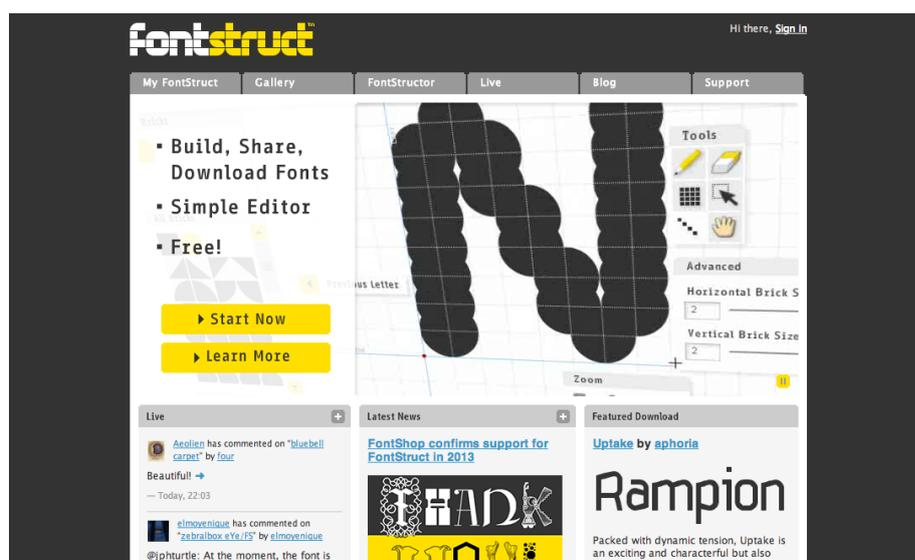 fontstruct™
Hi there, Sign in
My FontStruct
Gallery
FontStructor
Live
Blog
Support
▪ Build, Share,
Download Fonts
▪ Simple Editor
▪ Free!
Start Now
Learn More
Previous Letter
Tools
Advanced
Horizontal Brick S
2
Vertical Brick Size
2
Zoom
Live
Aeolien has commented on "bluebell
carpet" by four
Beautiful! ➔
— Today, 22:03
elmoyenique has commented on
"zebralbox eYe/FS" by elmoyenique
@jphturtle: At the moment, the font is
Latest News
FontShop confirms support for
FontStruct in 2013
THANK
Featured Download
Uptake by aphoria
Rampion
Packed with dynamic tension, Uptake is
an exciting and characterful but also